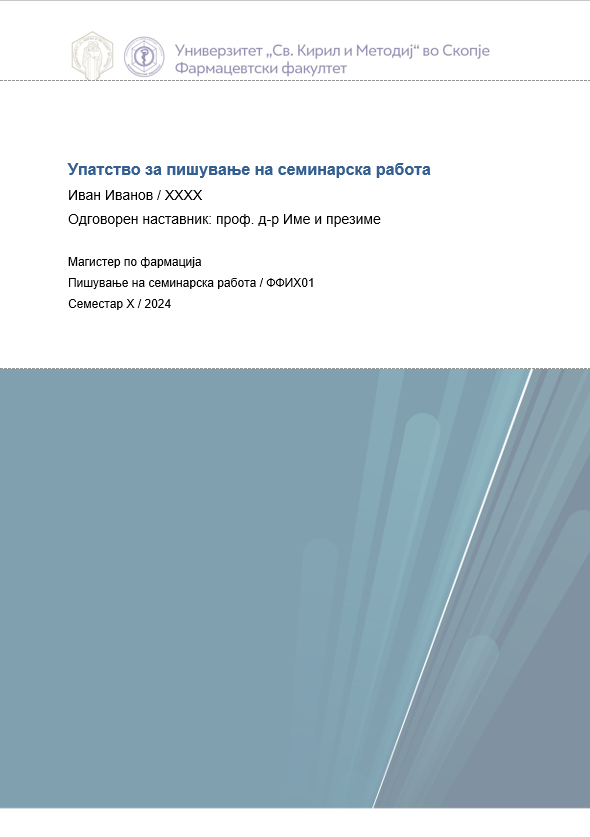 Универзитет „Св. Кирил и Методиј“ во Скопје
Фармацевтски факултет
Упатство за пишување на семинарска работа
Иван Иванов / XXXX
Одговорен наставник: проф. д-р Име и презиме
Магистер по фармација
Пишување на семинарска работа / ФФИХ01
Семестар X / 2024